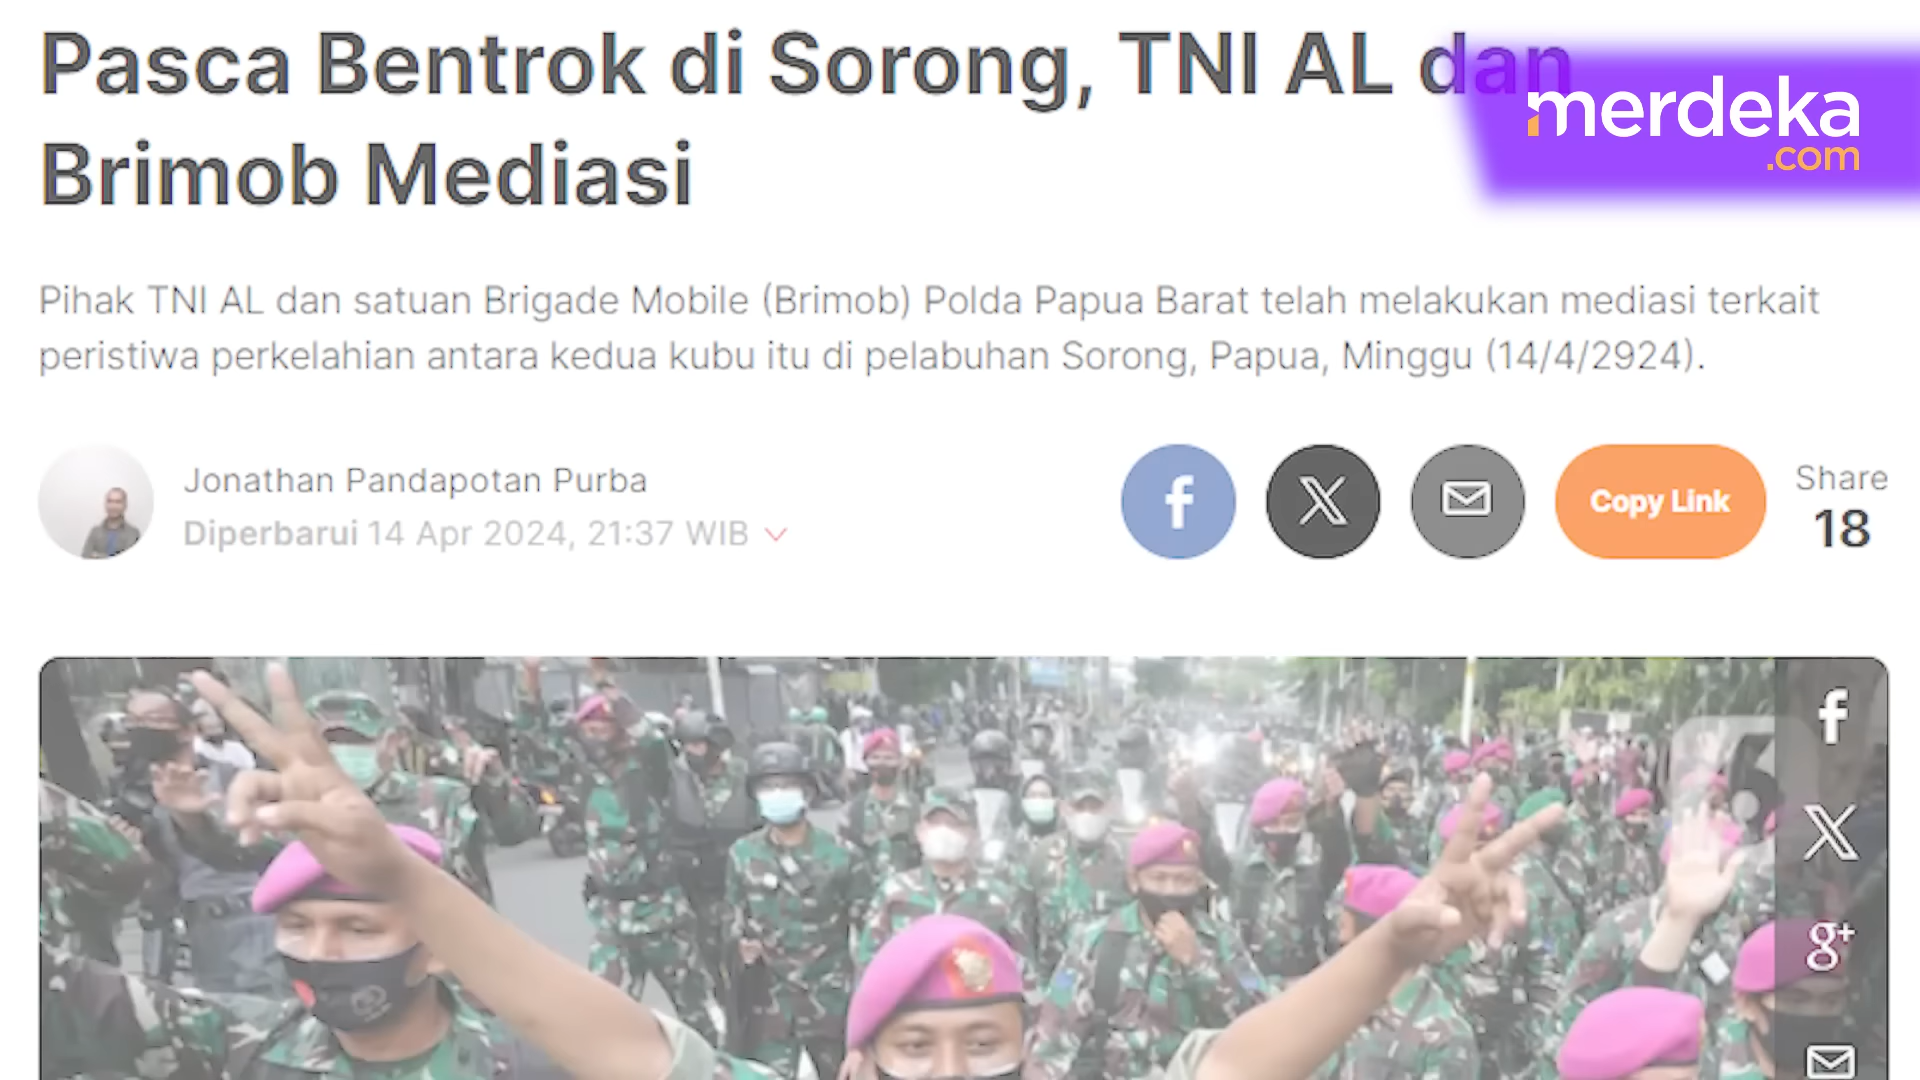 Pasca Bentrok di Sorong, TNI AL dan
Brimob Mediasi
merdeka
.com
Pihak TNI AL dan satuan Brigade Mobile (Brimob) Polda Papua Barat telah melakukan mediasi terkait
peristiwa perkelahian antara kedua kubu itu di pelabuhan Sorong, Papua, Minggu (14/4/2924).
Jonathan Pandapotan Purba
Diperbarui 14 Apr 2024, 21:37 WIB
Copy Link
Share
18